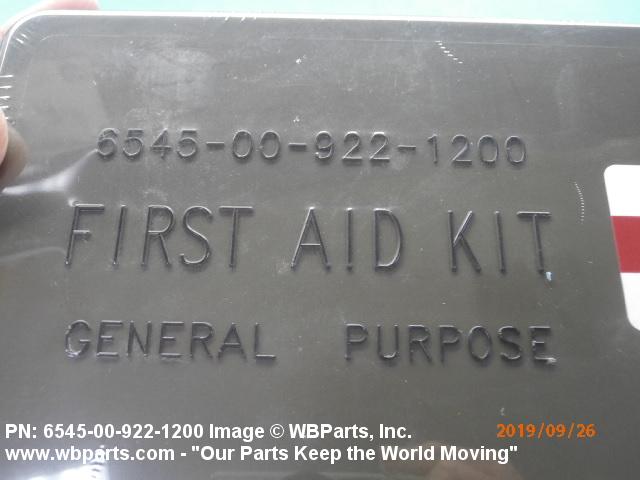 6545-00-922-1200
FIRST AID KIT
GENERAL PURPOSE
PN: 6545-00-922-1200 Image © WBParts, Inc.
2019/09/26
www.wbparts.com - "Our Parts Keep the World Moving"